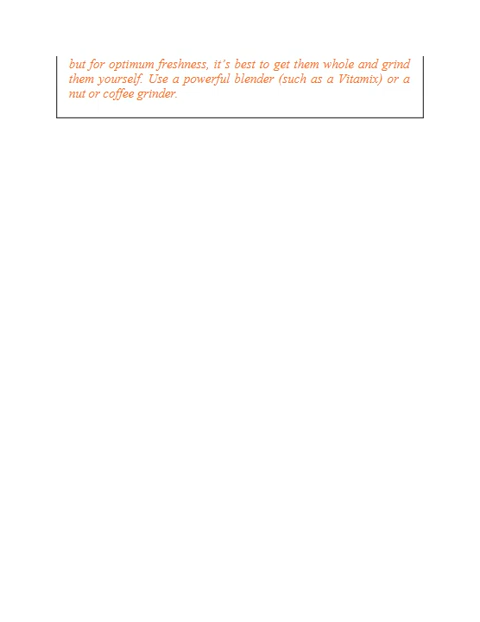 but for optimum freshness, it’s best to get them whole and grind
them yourself. Use a powerful blender (such as a Vitamix) or a
nut or coffee grinder.